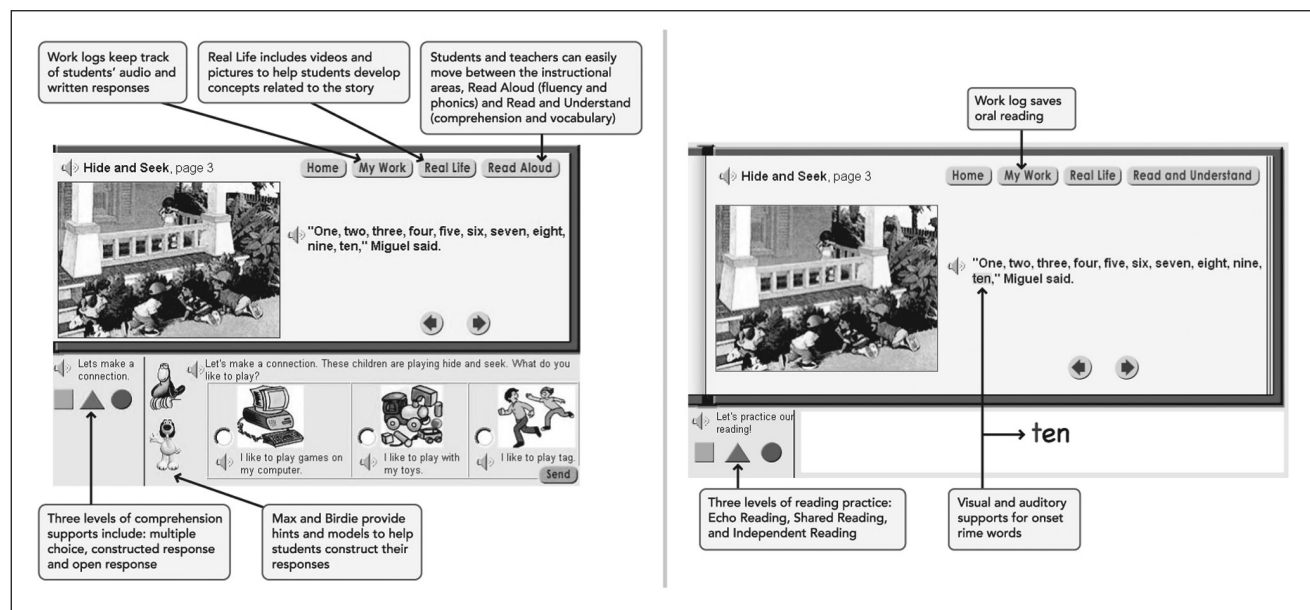 Work logs keep track
of students' audio and
written responses
Real Life includes videos and
pictures to help students develop
concepts related to the story
Students and teachers can easily
move between the instructional
areas, Read Aloud (fluency and
phonics) and Read and Understand
(comprehension and vocabulary)
Hide and Seek, page 3
Home
My Work
Real Life
Read Aloud
"One, two, three, four, five, six, seven, eight,
nine, ten," Miguel said.
Lets make a
connection.
Let's make a connection. These children are playing hide and seek. What do you
like to play?
I like to play games on
my computer.
I like to play with
my toys.
I like to play tag.
Send
Three levels of comprehension
supports include: multiple
choice, constructed response
and open response
Max and Birdie provide
hints and models to help
students construct their
responses
Work log saves
oral reading
Hide and Seek, page 3
Home
My Work
Real Life
Read and Understand
"One, two, three, four, five, six, seven, eight, nine,
ten," Miguel said.
Let's practice our
reading!
ten
Three levels of reading practice:
Echo Reading, Shared Reading,
and Independent Reading
Visual and auditory
supports for onset
rime words